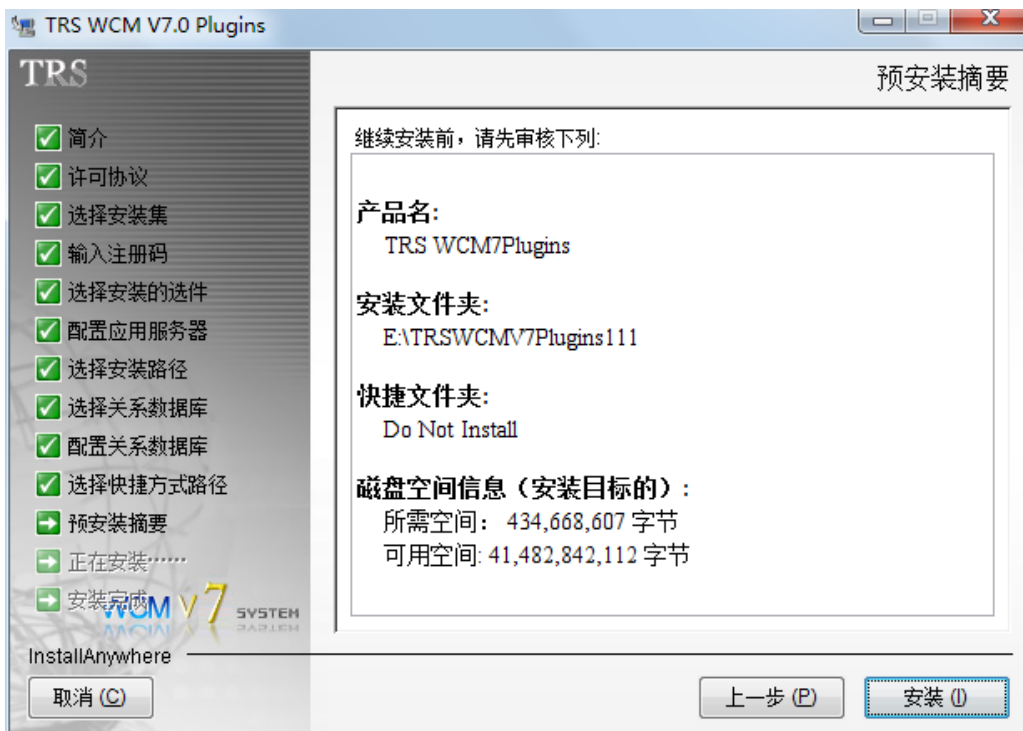 TRS WCM V7.0 Plugins
TRS
预安装摘要
简介
许可协议
选择安装集
输入注册码
选择安装的选件
配置应用服务器
选择安装路径
选择关系数据库
配置关系数据库
选择快捷方式路径
预安装摘要
正在安装……
安装完成
WCM V7 SYSTEM
继续安装前，请先审核下列:
产品名:
TRS WCM7Plugins
安装文件夹:
E:\TRSWCMV7Plugins111
快捷文件夹:
Do Not Install
磁盘空间信息（安装目标的）:
所需空间: 434,668,607 字节
可用空间: 41,482,842,112 字节
InstallAnywhere
取消 (C)
上一步 (P)
安装 (I)